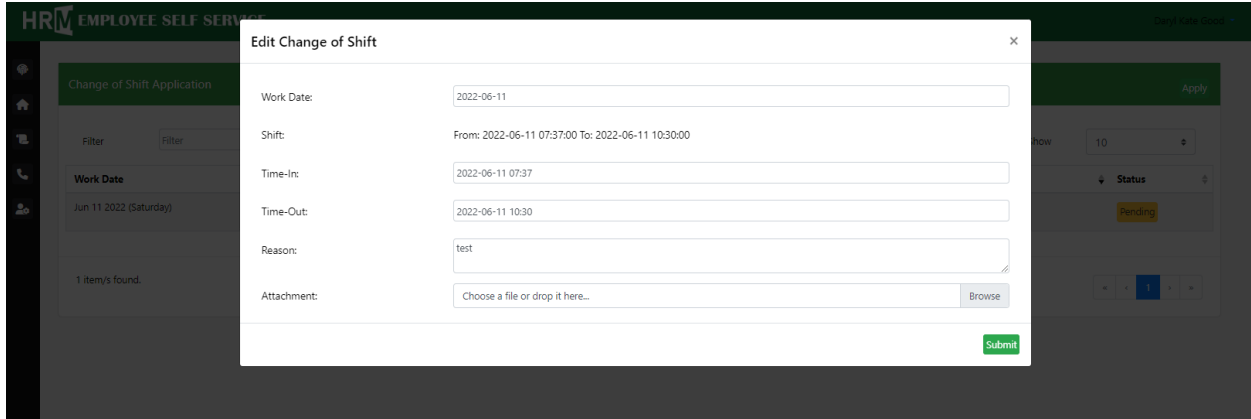 HRM EMPLOYEE SELF SERVICE
Daryl Kate Good
Edit Change of Shift
×
Change of Shift Application
Apply
Work Date:
2022-06-11
Shift:
From: 2022-06-11 07:37:00 To: 2022-06-11 10:30:00
Filter
Filter
Show
10
Time-In:
2022-06-11 07:37
Work Date
Status
Time-Out:
2022-06-11 10:30
Jun 11 2022 (Saturday)
Pending
Reason:
test
1 item/s found.
« ‹ 1 › »
Attachment:
Choose a file or drop it here...
Browse
Submit